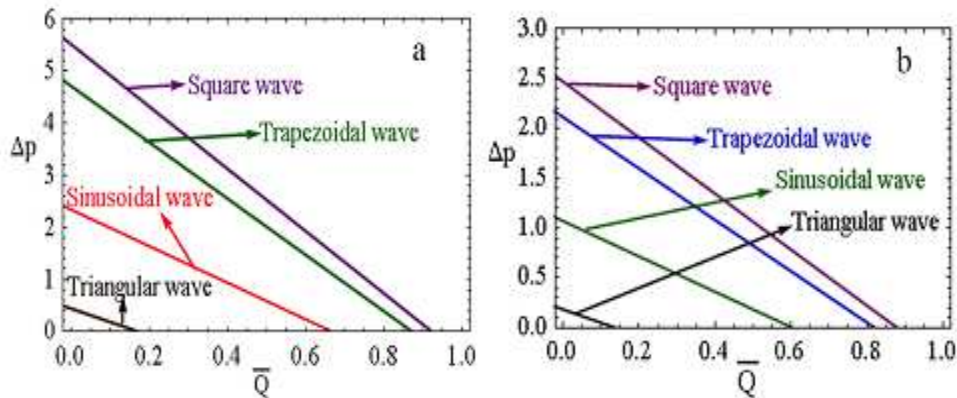 6
a
5
Square wave
4
Trapezoidal wave
Δp
3
Sinusoidal wave
2
1
Triangular wave
0
0.0 0.2 0.4 0.6 0.8 1.0
Q̅
3.0
b
2.5
Square wave
2.0
Trapezoidal wave
Δp
1.5
Sinusoidal wave
1.0
Triangular wave
0.5
0.0
0.0 0.2 0.4 0.6 0.8 1.0
Q̅